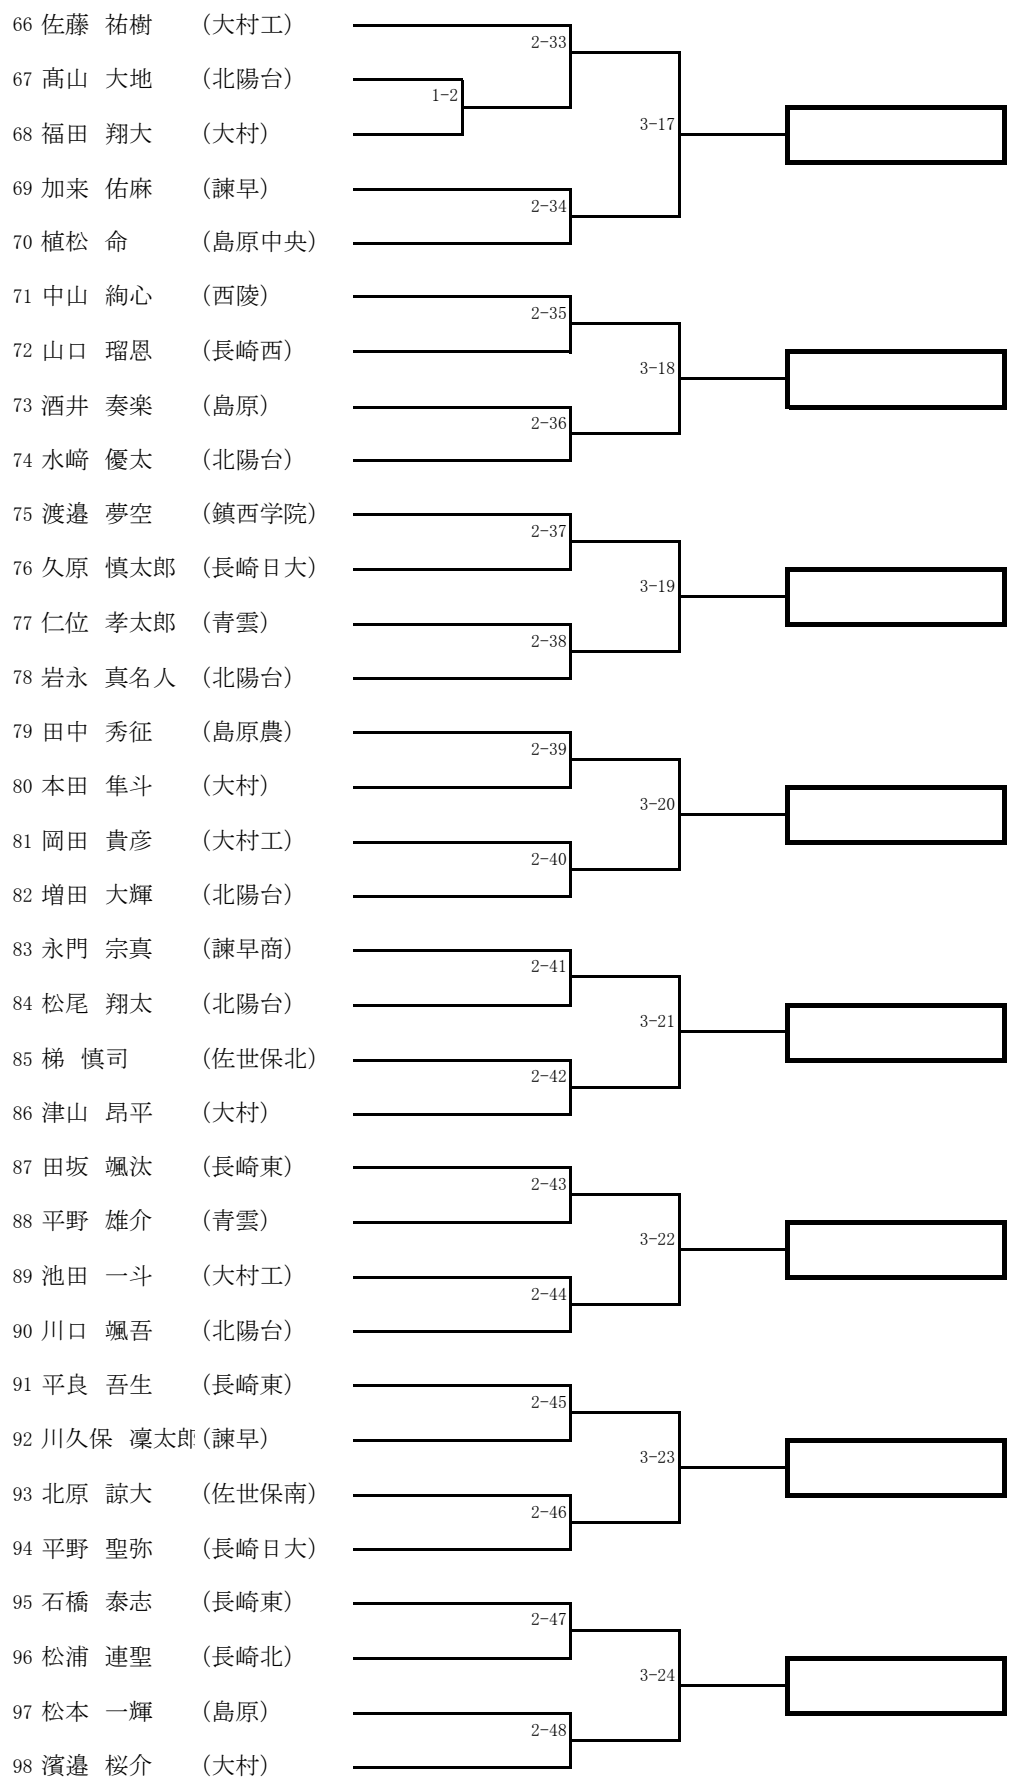 66 佐藤 祐樹 （大村工）
2-33
67 髙山 大地 （北陽台）
1-2
3-17
68 福田 翔大 （大村）
69 加来 佑麻 （諫早）
2-34
70 植松 命 （島原中央）
71 中山 絢心 （西陵）
2-35
72 山口 瑠恩 （長崎西）
3-18
73 酒井 奏楽 （島原）
2-36
74 水﨑 優太 （北陽台）
75 渡邉 夢空 （鎮西学院）
2-37
76 久原 慎太郎 （長崎日大）
3-19
77 仁位 孝太郎 （青雲）
2-38
78 岩永 真名人 （北陽台）
79 田中 秀征 （島原農）
2-39
80 本田 隼斗 （大村）
3-20
81 岡田 貴彦 （大村工）
2-40
82 増田 大輝 （北陽台）
83 永門 宗真 （諫早商）
2-41
84 松尾 翔太 （北陽台）
3-21
85 梯 慎司 （佐世保北）
2-42
86 津山 昂平 （大村）
87 田坂 颯汰 （長崎東）
2-43
88 平野 雄介 （青雲）
3-22
89 池田 一斗 （大村工）
2-44
90 川口 颯吾 （北陽台）
91 平良 吾生 （長崎東）
2-45
92 川久保 凜太郎 （諫早）
3-23
93 北原 諒大 （佐世保南）
2-46
94 平野 聖弥 （長崎日大）
95 石橋 泰志 （長崎東）
2-47
96 松浦 連聖 （長崎北）
3-24
97 松本 一輝 （島原）
2-48
98 濱邉 桜介 （大村）